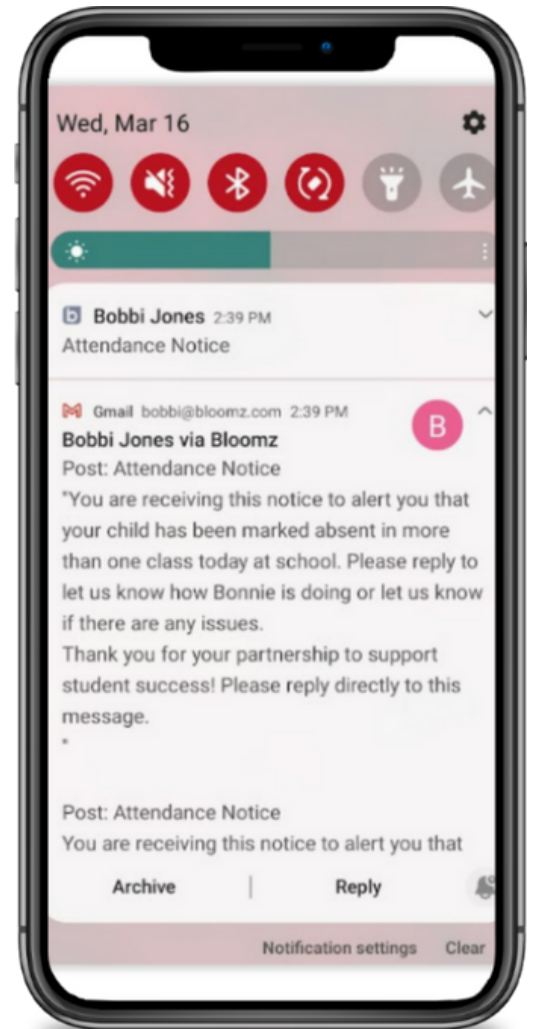 Wed, Mar 16
Bobbi Jones 2:39 PM
Attendance Notice
Gmail bobbi@bloomz.com 2:39 PM
B
Bobbi Jones via Bloomz
Post: Attendance Notice
"You are receiving this notice to alert you that
your child has been marked absent in more
than one class today at school. Please reply to
let us know how Bonnie is doing or let us know
if there are any issues.
Thank you for your partnership to support
student success! Please reply directly to this
message.
"
Post: Attendance Notice
You are receiving this notice to alert you that
Archive | Reply
Notification settings Clear